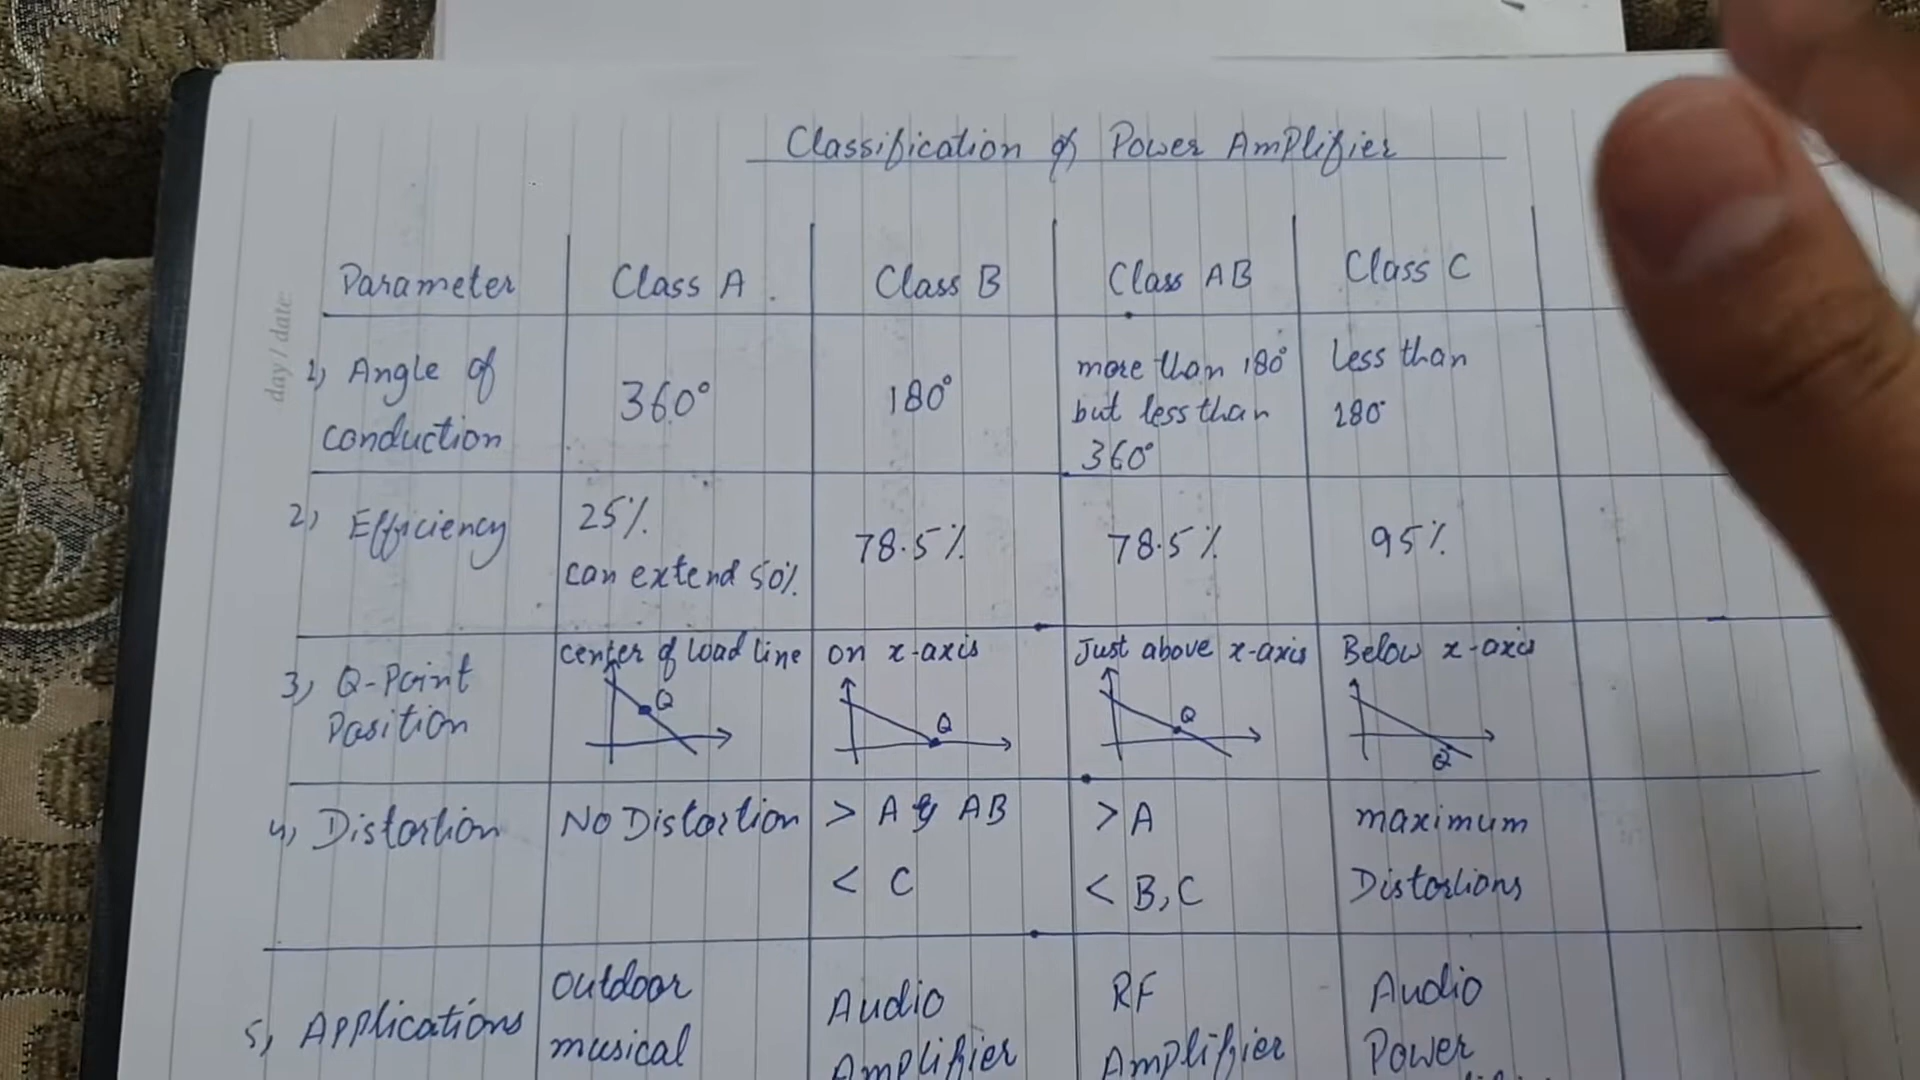 Classification of Power Amplifier
day / date
Parameter
Class A
Class B
Class AB
Class C
1) Angle of
conduction
360°
180°
more than 180°
but less than
360°
Less than
180°
2) Efficiency
25%
can extend 50%
78.5%
78.5%
95%
3) Q-Point
Position
center of load line
Q
on x-axis
Q
Just above x-axis
Q
Below x-axis
Q
4) Distortion
No Distortion
> A & AB
< C
> A
< B, C
maximum
Distortions
5) Applications
outdoor
musical
Audio
Amplifier
RF
Amplifier
Audio
Power